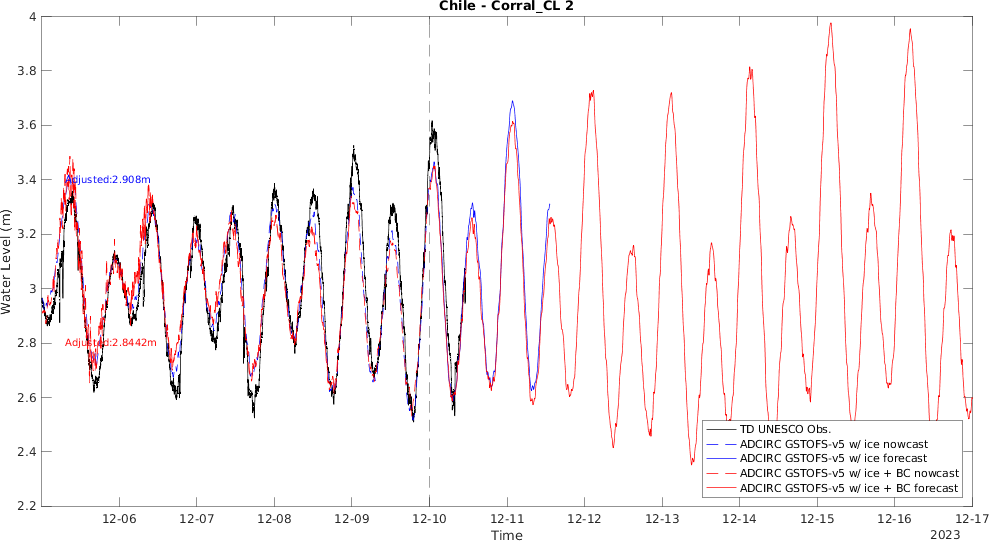 Chile - Corral_CL 2
Water Level (m)
4
3.8
3.6
3.4
3.2
3
2.8
2.6
2.4
2.2
Adjusted:2.908m
Adjusted:2.8442m
TD UNESCO Obs.
ADCIRC GSTOFS-v5 w/ ice nowcast
ADCIRC GSTOFS-v5 w/ ice forecast
ADCIRC GSTOFS-v5 w/ ice + BC nowcast
ADCIRC GSTOFS-v5 w/ ice + BC forecast
12-06 12-07 12-08 12-09 12-10 12-11 12-12 12-13 12-14 12-15 12-16 12-17
Time
2023